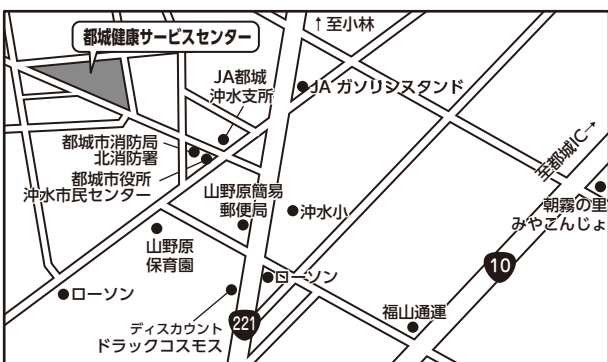 ↑至小林
都城健康サービスセンター
JA都城
沖水支所
JAガソリンスタンド
都城市消防局
北消防署
都城市役所
沖水市民センター
至都城IC→
山野原簡易
郵便局
沖水小
朝霧の里
みやこんじょ
山野原
保育園
10
ローソン
ローソン
福山通運
221
ディスカウント
ドラックコスモス